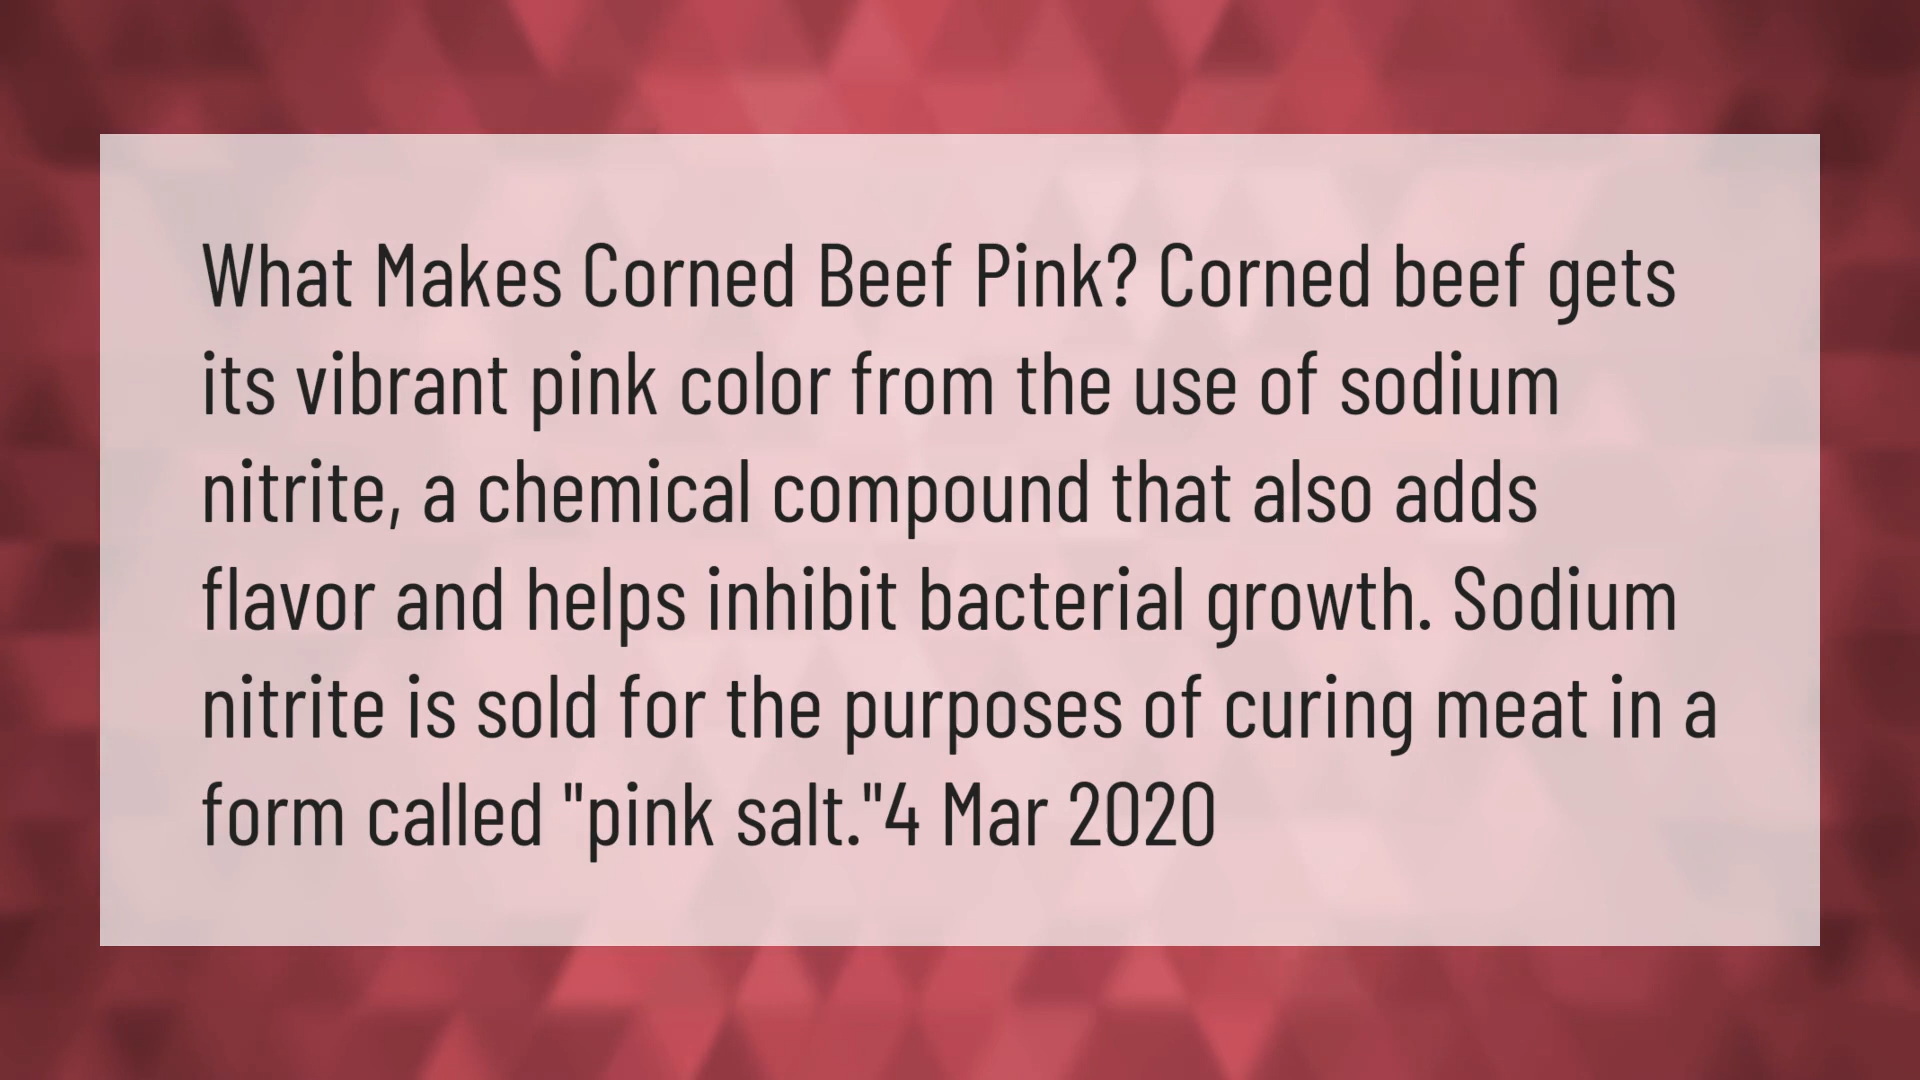 What Makes Corned Beef Pink? Corned beef gets
its vibrant pink color from the use of sodium
nitrite, a chemical compound that also adds
flavor and helps inhibit bacterial growth. Sodium
nitrite is sold for the purposes of curing meat in a
form called "pink salt."4 Mar 2020